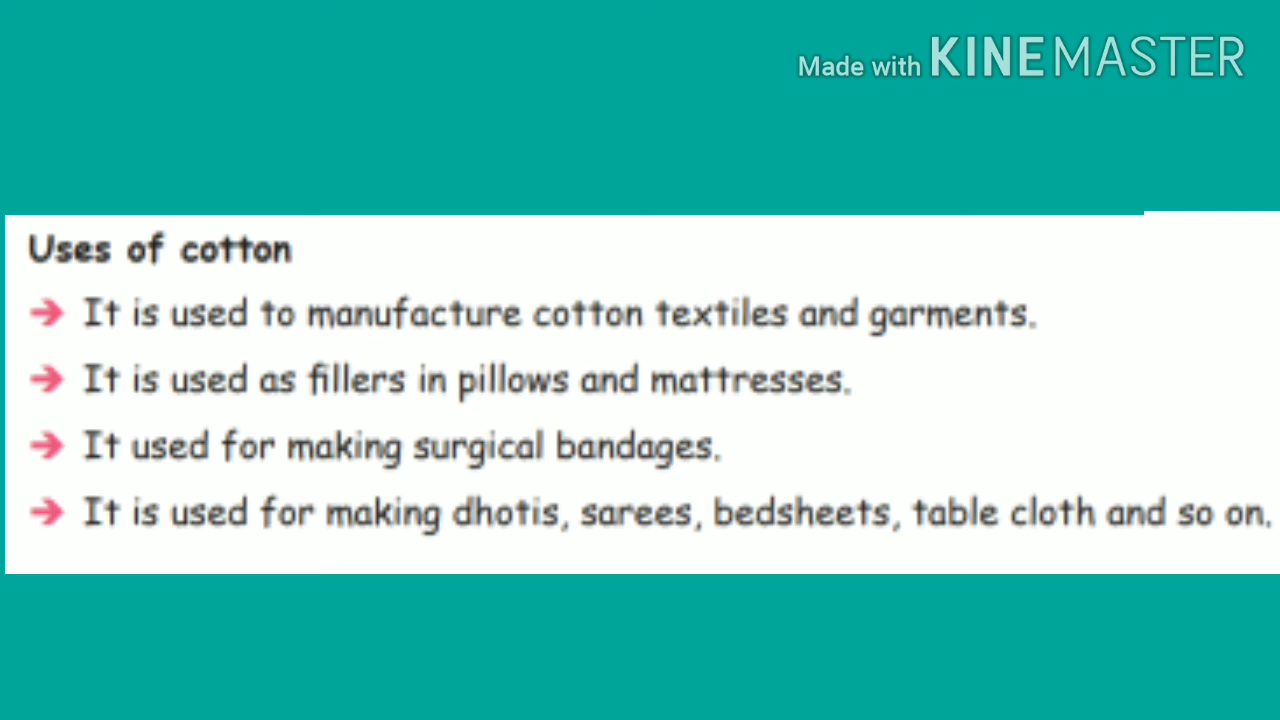 Made with KINEMASTER
Uses of cotton
➔ It is used to manufacture cotton textiles and garments.
➔ It is used as fillers in pillows and mattresses.
➔ It used for making surgical bandages.
➔ It is used for making dhotis, sarees, bedsheets, table cloth and so on.